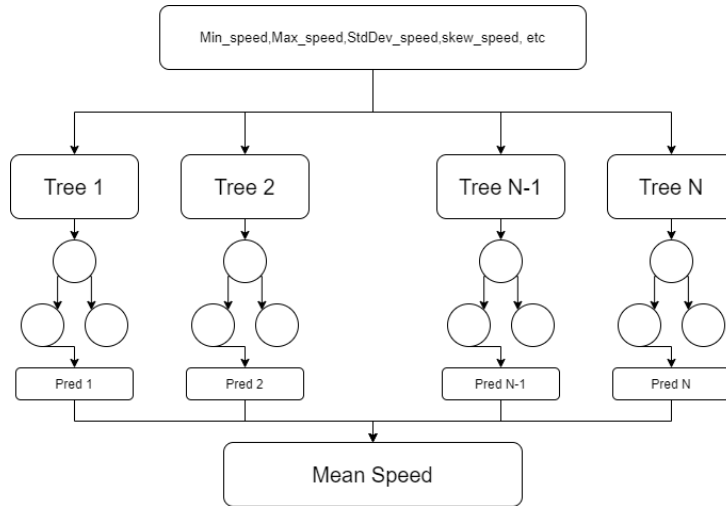 Min_speed,Max_speed,StdDev_speed,skew_speed, etc
Tree 1
Tree 2
Tree N-1
Tree N
Pred 1
Pred 2
Pred N-1
Pred N
Mean Speed